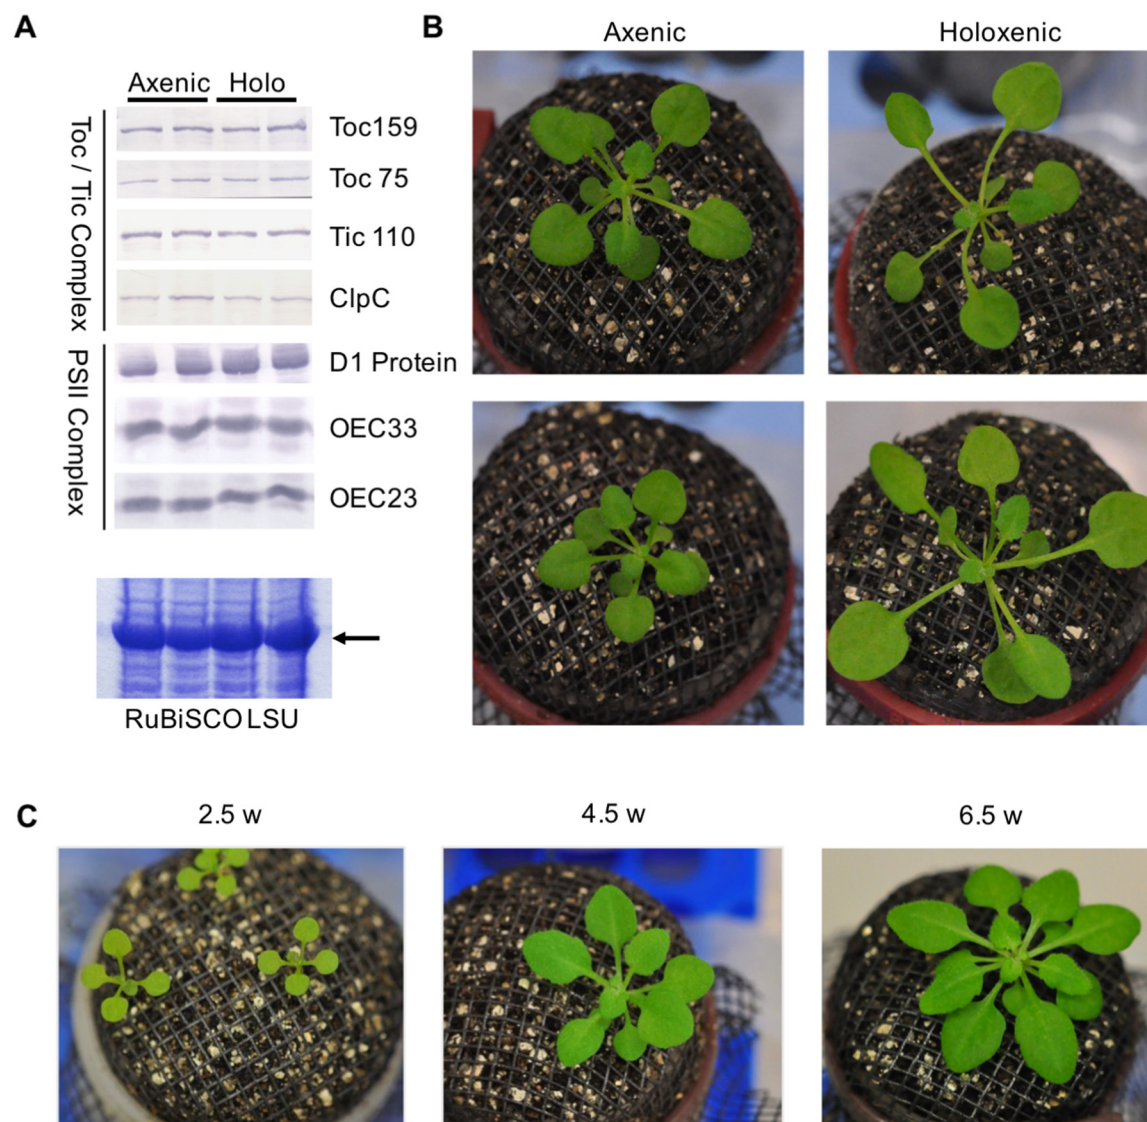 A
Axenic Holo
Toc / Tic Complex
Toc159
Toc 75
Tic 110
ClpC
PSII Complex
D1 Protein
OEC33
OEC23
RuBiSCO LSU
B
Axenic
Holoxenic
C
2.5 w
4.5 w
6.5 w